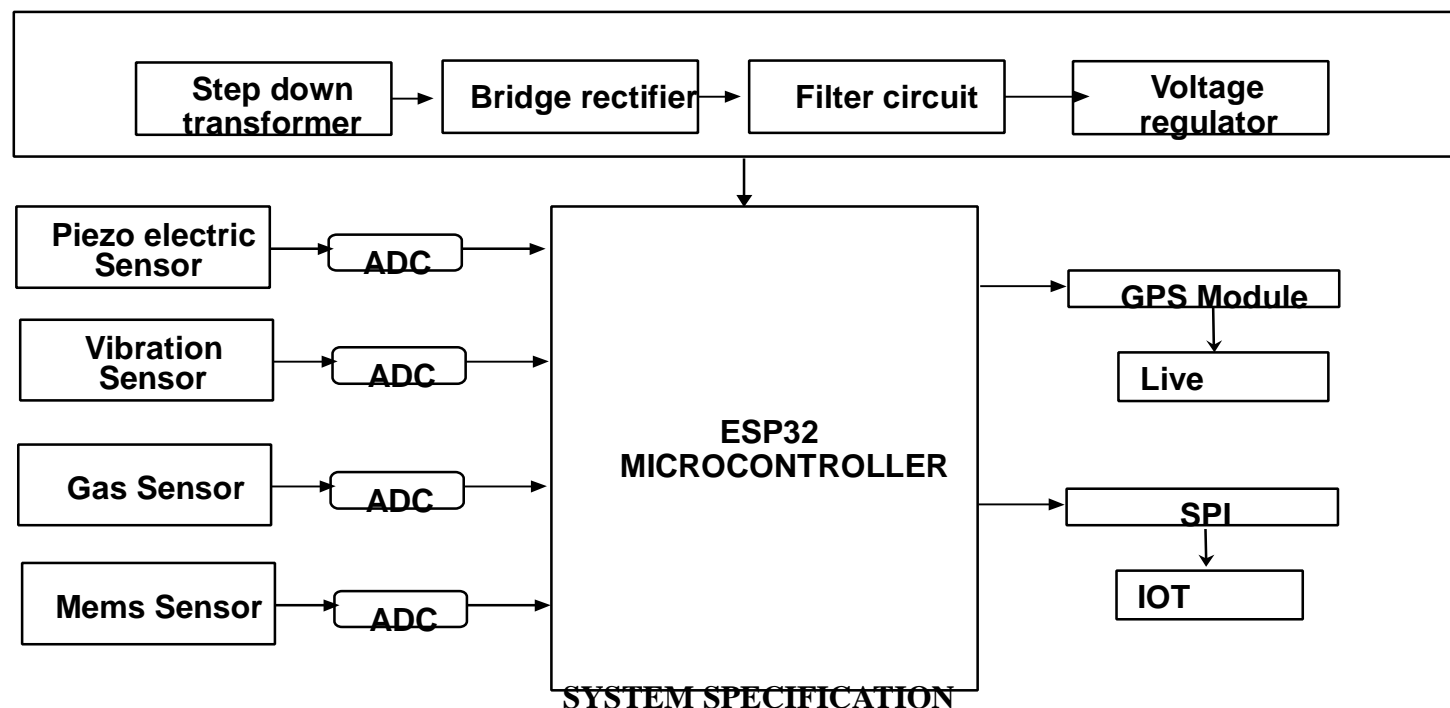 Step down
transformer
Bridge rectifier
Filter circuit
Voltage
regulator
Piezo electric
Sensor
ADC
Vibration
Sensor
ADC
Gas Sensor
ADC
Mems Sensor
ADC
ESP32
MICROCONTROLLER
GPS Module
Live
SPI
IOT
SYSTEM SPECIFICATION